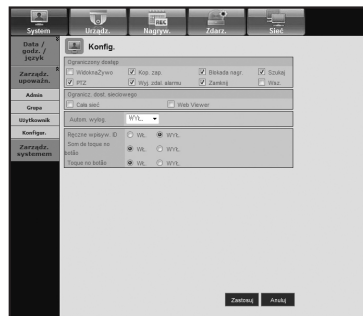 System Urządz. Nagryw. Zdarz. Sieć
REC
Data / godz. / język
Zarządz. upoważn.
Admin
Grupa
Użytkownik
Konfigur.
Zarządz. systemem
Konfig.
Ograniczony dostęp
WidoknaŻywo Kop. zap. Blokada nagr. Szukaj
PTZ Wyj. zdal. alarmu Zamknij Wsz.
Ogranicz. dost. sieciowego
Cała sieć Web Viewer
Autom. wylog. WYŁ.
Ręczne wpisyw. ID WŁ. WYŁ.
Som de toque no botão WŁ. WYŁ.
Toque no botão WŁ. WYŁ.
Zastosuj Anuluj